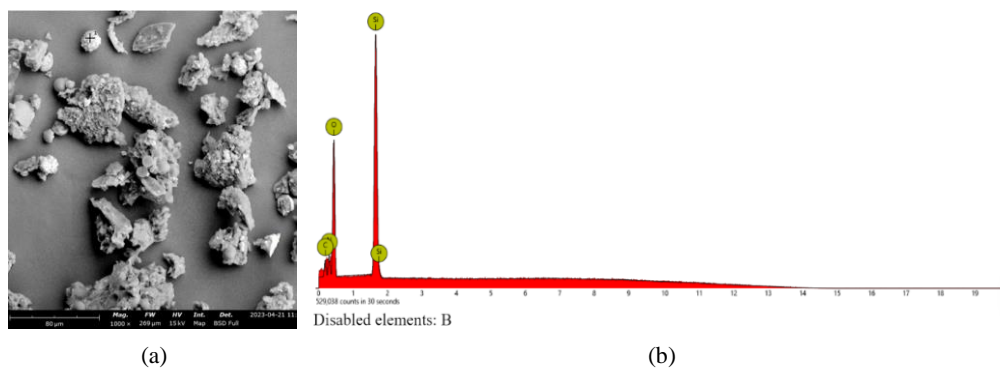 Mag. FW HV Int. Det. 2023-04-21 11:
80 µm 1000 × 269 µm 15 kV Map BSD Full
Si
O
C
Si
0 1 2 3 4 5 6 7 8 9 10 11 12 13 14 15 16 17 18 19
529,038 counts in 30 seconds
Disabled elements: B
(a) (b)